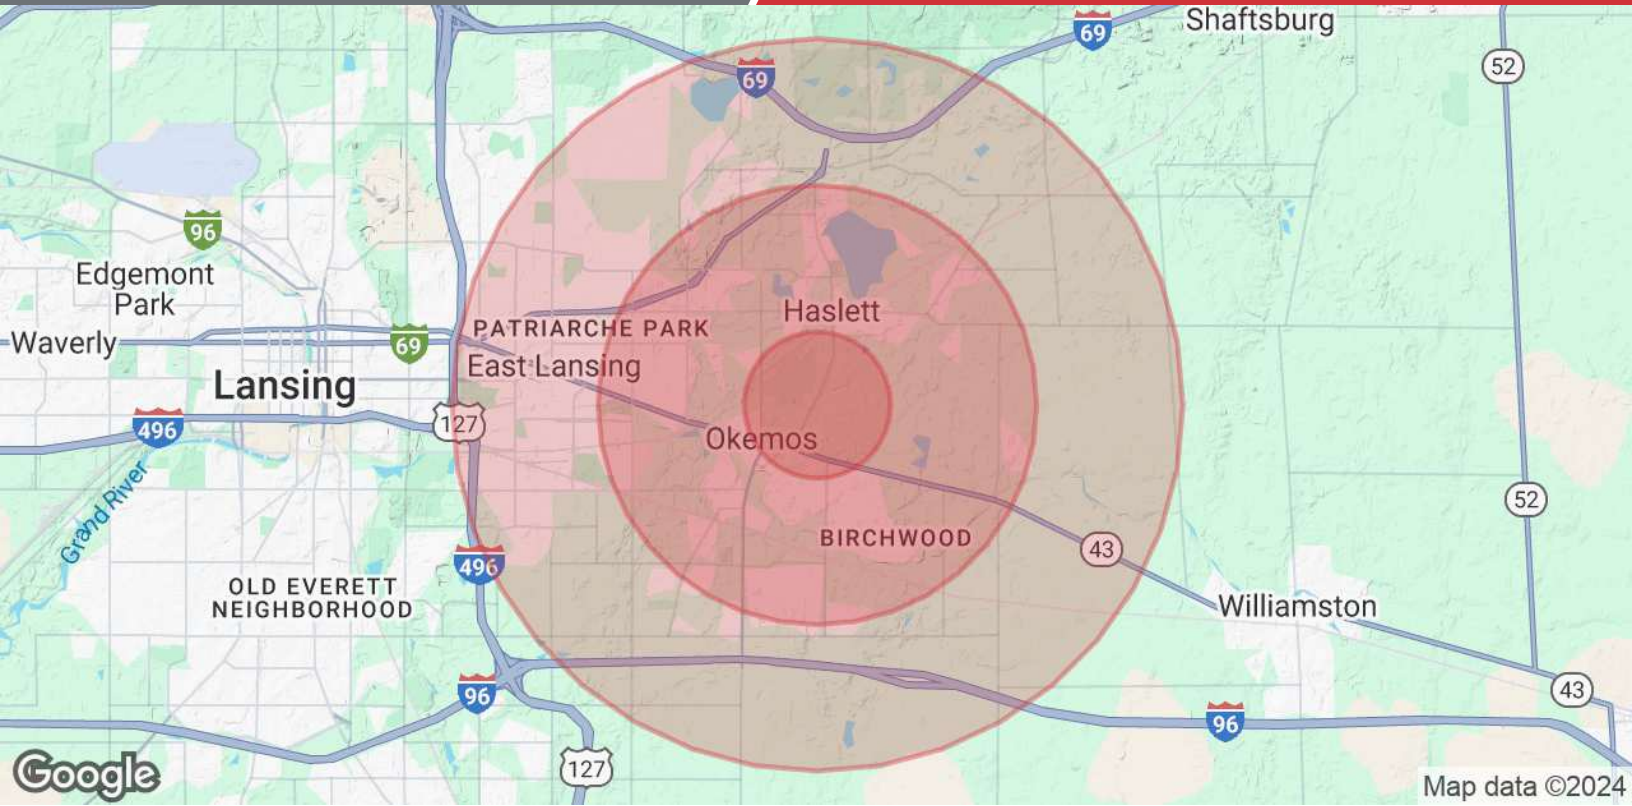 Shaftsburg
69
69
52
96
Edgemont
Park
Haslett
PATRIARCHE PARK
Waverly
69
East Lansing
Lansing
127
496
Okemos
Grand River
52
BIRCHWOOD
43
496
OLD EVERETT
NEIGHBORHOOD
Williamston
96
43
96
127
Google
Map data ©2024